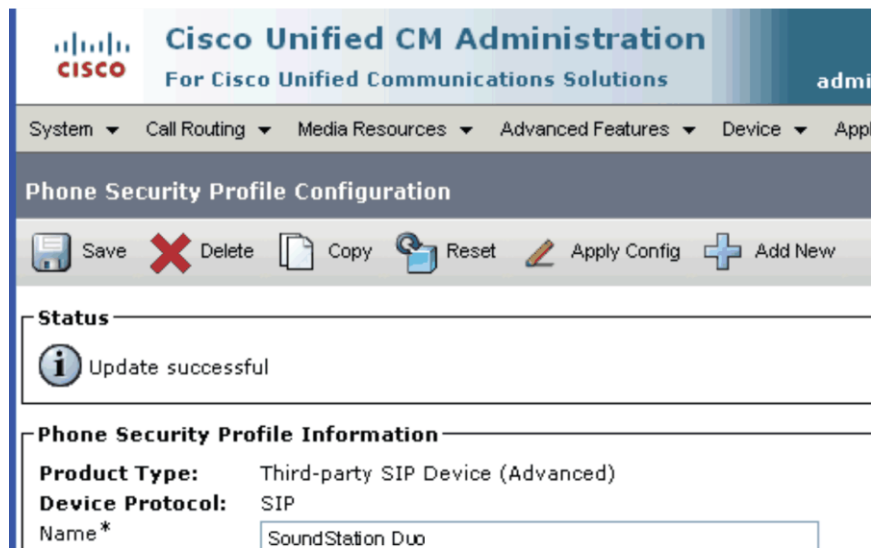 CISCO
Cisco Unified CM Administration
For Cisco Unified Communications Solutions
System Call Routing Media Resources Advanced Features Device
Phone Security Profile Configuration
Save Delete Copy Reset Apply Config Add New
Status
Update successful
Phone Security Profile Information
Product Type: Third-party SIP Device (Advanced)
Device Protocol: SIP
Name* SoundStation Duo